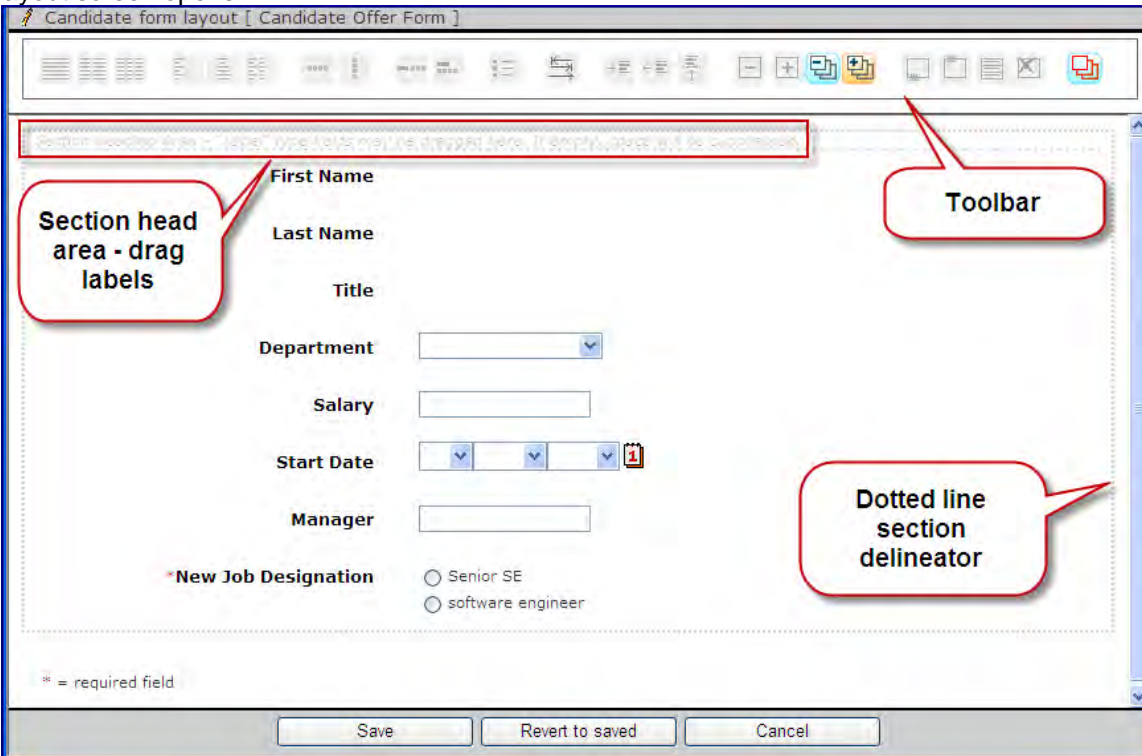 Candidate form layout [ Candidate Offer Form ]
Toolbar
First Name
Section head
area - drag
labels
Last Name
Title
Department
Salary
Start Date
1
Manager
Dotted line
section
delineator
*New Job Designation
Senior SE
software engineer
* = required field
Save
Revert to saved
Cancel